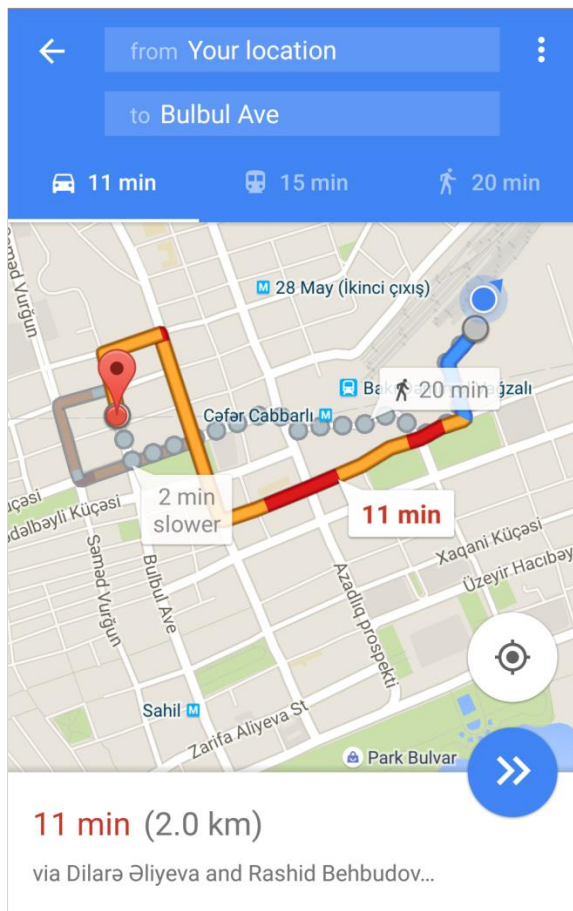 from Your location
to Bulbul Ave
11 min
15 min
20 min
Səməd Vurğun
28 May (İkinci çıxış)
20 min
Cəfər Cabbarlı
2 min
slower
11 min
Xaqani Küçəsi
Üzeyir Hacıbəy
Səməd Vurğun
Bulbul Ave
Azadlıq prospekti
Sahil
Zarifa Aliyeva St
Park Bulvar
11 min (2.0 km)
via Dilarə Əliyeva and Rashid Behbudov...